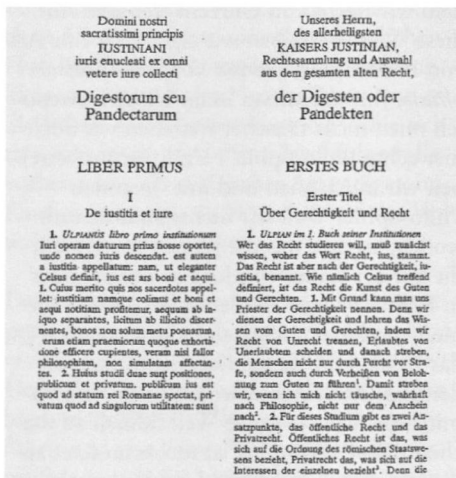 Domini nostri
sacratissimi principis
IUSTINIANI
iuris enucleati ex omni
vetere iure collecti
Digestorum seu
Pandectarum
LIBER PRIMUS
I
De iustitia et iure
1. ULPIANUS libro primo institutionum
Iuri operam daturum prius nosse oportet,
unde nomen iuris descendat. est autem
a iustitia appellatum: nam, ut eleganter
Celsus definit, ius est ars boni et aequi.
1. Cuius merito quis nos sacerdotes appel-
let: iustitiam namque colimus et boni et
aequi notitiam profitemur, aequum ab in-
iquo separantes, licitum ab illicito discer-
nentes, bonos non solum metu poenarum,
verum etiam praemiorum quoque exhorta-
tione efficere cupientes, veram nisi fallor
philosophiam, non simulatam affectan-
tes. 2. Huius studii duae sunt positiones,
publicum et privatum. publicum ius est
quod ad statum rei Romanae spectat, pri-
vatum quod ad singulorum utilitatem: sunt
Unseres Herrn,
des allerheiligsten
KAISERS JUSTINIAN,
Rechtssammlung und Auswahl
aus dem gesamten alten Recht,
der Digesten oder
Pandekten
ERSTES BUCH
Erster Titel
Über Gerechtigkeit und Recht
1. ULPIAN im 1. Buch seiner Institutionen
Wer das Recht studieren will, muß zunächst
wissen, woher das Wort Recht, ius, stammt.
Das Recht ist aber nach der Gerechtigkeit, iu-
stitia, benannt. Wie nämlich Celsus treffend
definiert, ist das Recht die Kunst des Guten
und Gerechten. 1. Mit Grund kann man uns
Priester der Gerechtigkeit nennen. Denn wir
dienen der Gerechtigkeit und lehren das Wis-
sen vom Guten und Gerechten, indem wir
Recht von Unrecht trennen, Erlaubtes von
Unerlaubtem scheiden und danach streben,
die Menschen nicht nur durch Furcht vor Stra-
fe, sondern auch durch Verheißen von Beloh-
nung zum Guten zu führen¹. Damit streben
wir, wenn ich mich nicht täusche, wahrhaft
nach Philosophie, nicht nur dem Anschein
nach². 2. Für dieses Studium gibt es zwei An-
satzpunkte, das öffentliche Recht und das
Privatrecht. Öffentliches Recht ist das, was
sich auf die Ordnung des römischen Staatswe-
sens bezieht, Privatrecht das, was sich auf die
Interessen der einzelnen bezieht³. Denn die